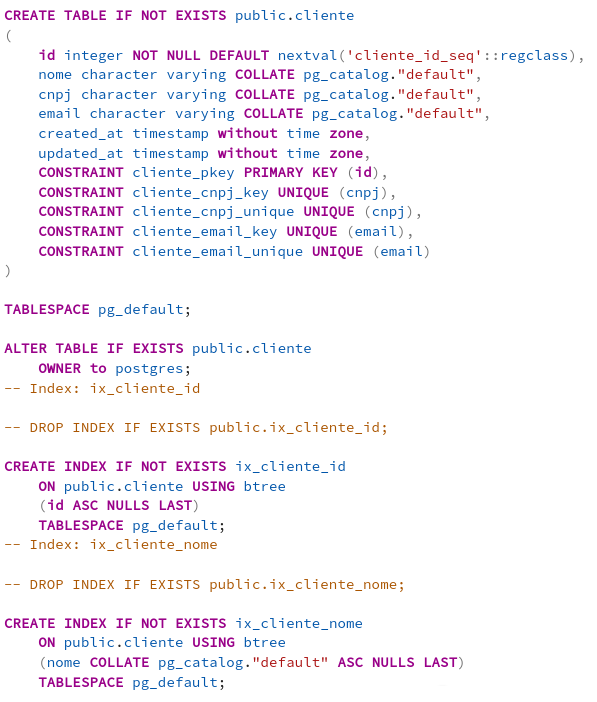 CREATE TABLE IF NOT EXISTS public.cliente
(
    id integer NOT NULL DEFAULT nextval('cliente_id_seq'::regclass),
    nome character varying COLLATE pg_catalog."default",
    cnpj character varying COLLATE pg_catalog."default",
    email character varying COLLATE pg_catalog."default",
    created_at timestamp without time zone,
    updated_at timestamp without time zone,
    CONSTRAINT cliente_pkey PRIMARY KEY (id),
    CONSTRAINT cliente_cnpj_key UNIQUE (cnpj),
    CONSTRAINT cliente_cnpj_unique UNIQUE (cnpj),
    CONSTRAINT cliente_email_key UNIQUE (email),
    CONSTRAINT cliente_email_unique UNIQUE (email)
)

TABLESPACE pg_default;

ALTER TABLE IF EXISTS public.cliente
    OWNER to postgres;
-- Index: ix_cliente_id

-- DROP INDEX IF EXISTS public.ix_cliente_id;

CREATE INDEX IF NOT EXISTS ix_cliente_id
    ON public.cliente USING btree
    (id ASC NULLS LAST)
    TABLESPACE pg_default;
-- Index: ix_cliente_nome

-- DROP INDEX IF EXISTS public.ix_cliente_nome;

CREATE INDEX IF NOT EXISTS ix_cliente_nome
    ON public.cliente USING btree
    (nome COLLATE pg_catalog."default" ASC NULLS LAST)
    TABLESPACE pg_default;